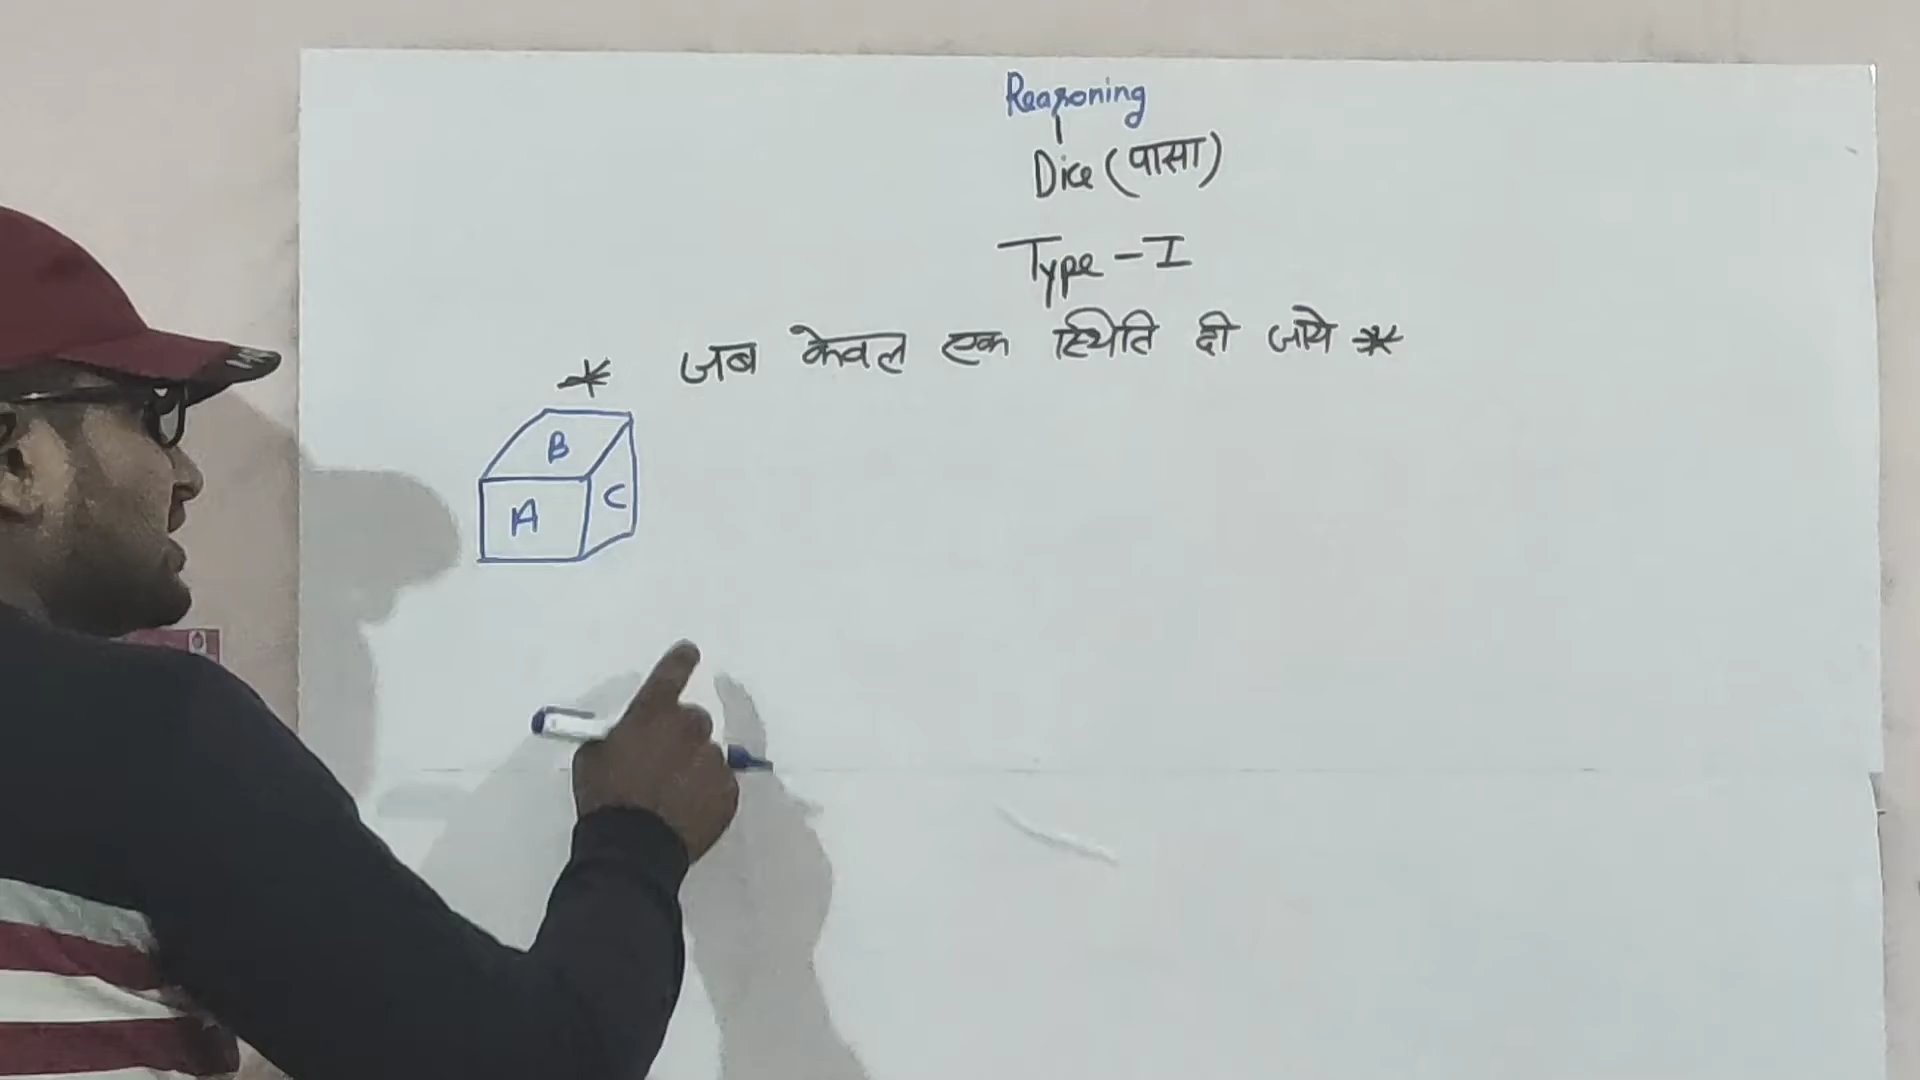 Reasoning
Dice (पासा)
Type - I
* जब केवल एक स्थिति दी जाये *
B
A
C